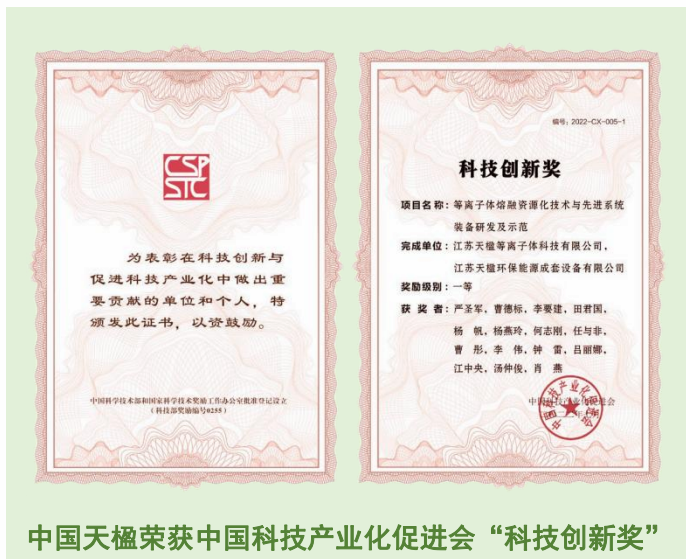 CSP
STC
为表彰在科技创新与
促进科技产业化中做出重
要贡献的单位和个人，特
颁发此证书，以资鼓励。
中国科学技术部和国家科学技术奖励工作办公室批准登记设立
（科技部奖励编号0255）
编号：2022-CX-005-1
科技创新奖
项目名称：等离子体熔融资源化技术与先进系统
装备研发及示范
完成单位：江苏天楹等离子体科技有限公司，
江苏天楹环保能源成套设备有限公司
奖励级别：一等
获奖者：严圣军，曹德标，李要建，田君国，
杨帆，杨燕玲，何志刚，任与非，
曹彤，李伟，钟雷，吕丽娜，
江中央，汤仲俊，肖燕
中国科技产业化促进会
中国天楹荣获中国科技产业化促进会“科技创新奖”